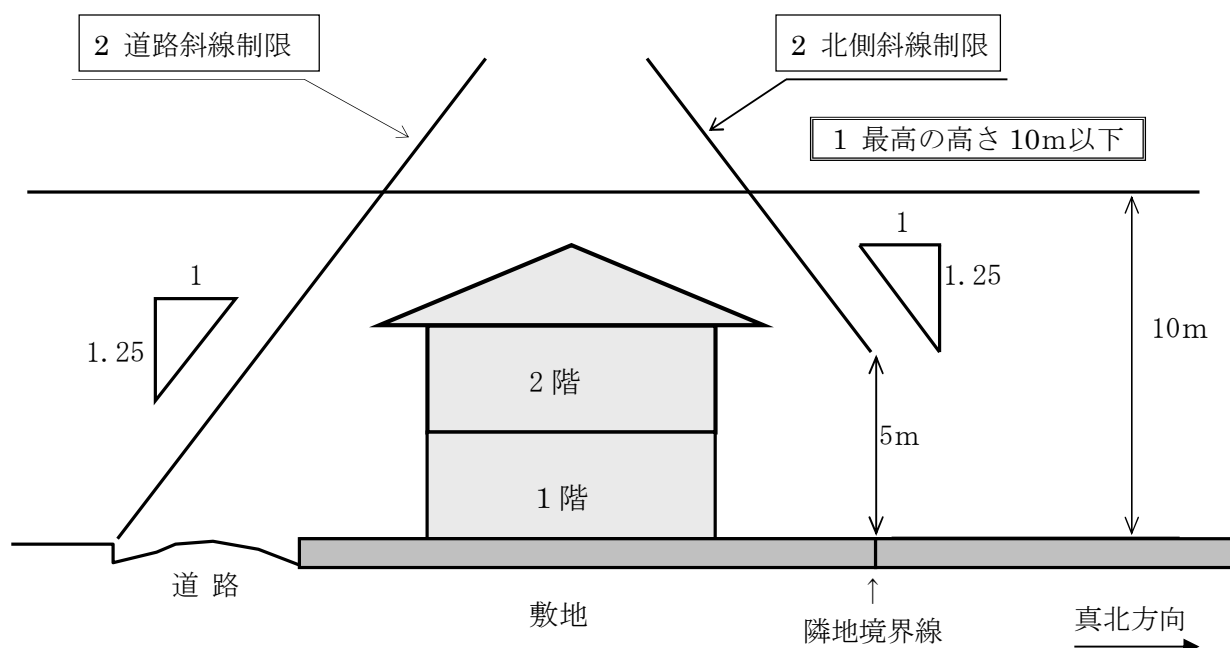 2 道路斜線制限
2 北側斜線制限
1 最高の高さ 10m以下
1
1.25
1
1.25
10m
2階
5m
1階
道 路
敷地
↑
隣地境界線
真北方向